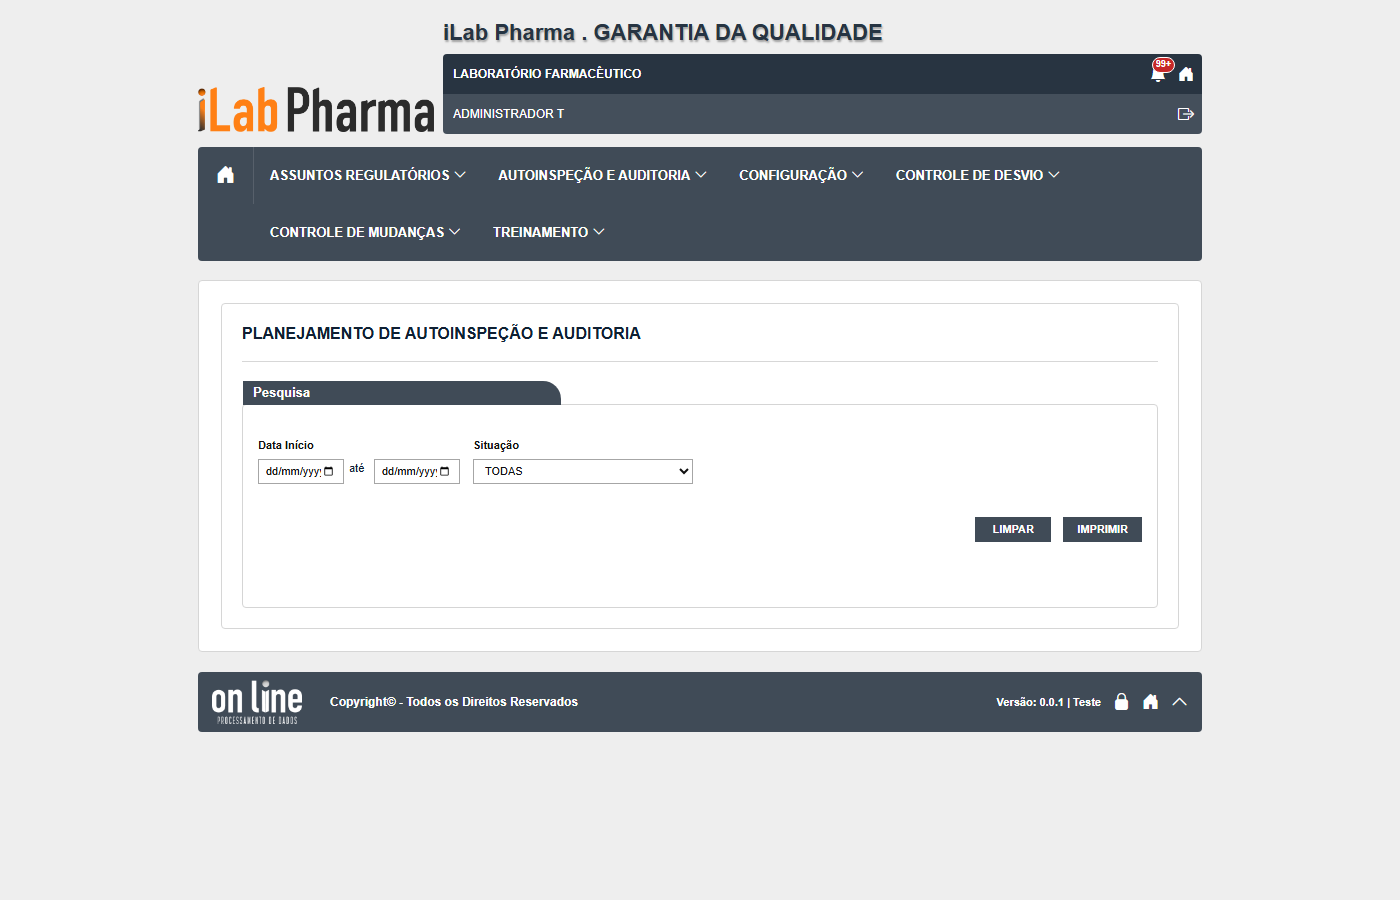 iLab Pharma . GARANTIA DA QUALIDADE
iLab Pharma
LABORATÓRIO FARMACÊUTICO
99+
ADMINISTRADOR T
ASSUNTOS REGULATÓRIOS
AUTOINSPEÇÃO E AUDITORIA
CONFIGURAÇÃO
CONTROLE DE DESVIO
CONTROLE DE MUDANÇAS
TREINAMENTO
PLANEJAMENTO DE AUTOINSPEÇÃO E AUDITORIA
Pesquisa
Data Início
Situação
dd/mm/yyyy
até
dd/mm/yyyy
TODAS
LIMPAR
IMPRIMIR
on line
PROCESSAMENTO DE DADOS
Copyright© - Todos os Direitos Reservados
Versão: 0.0.1 | Teste